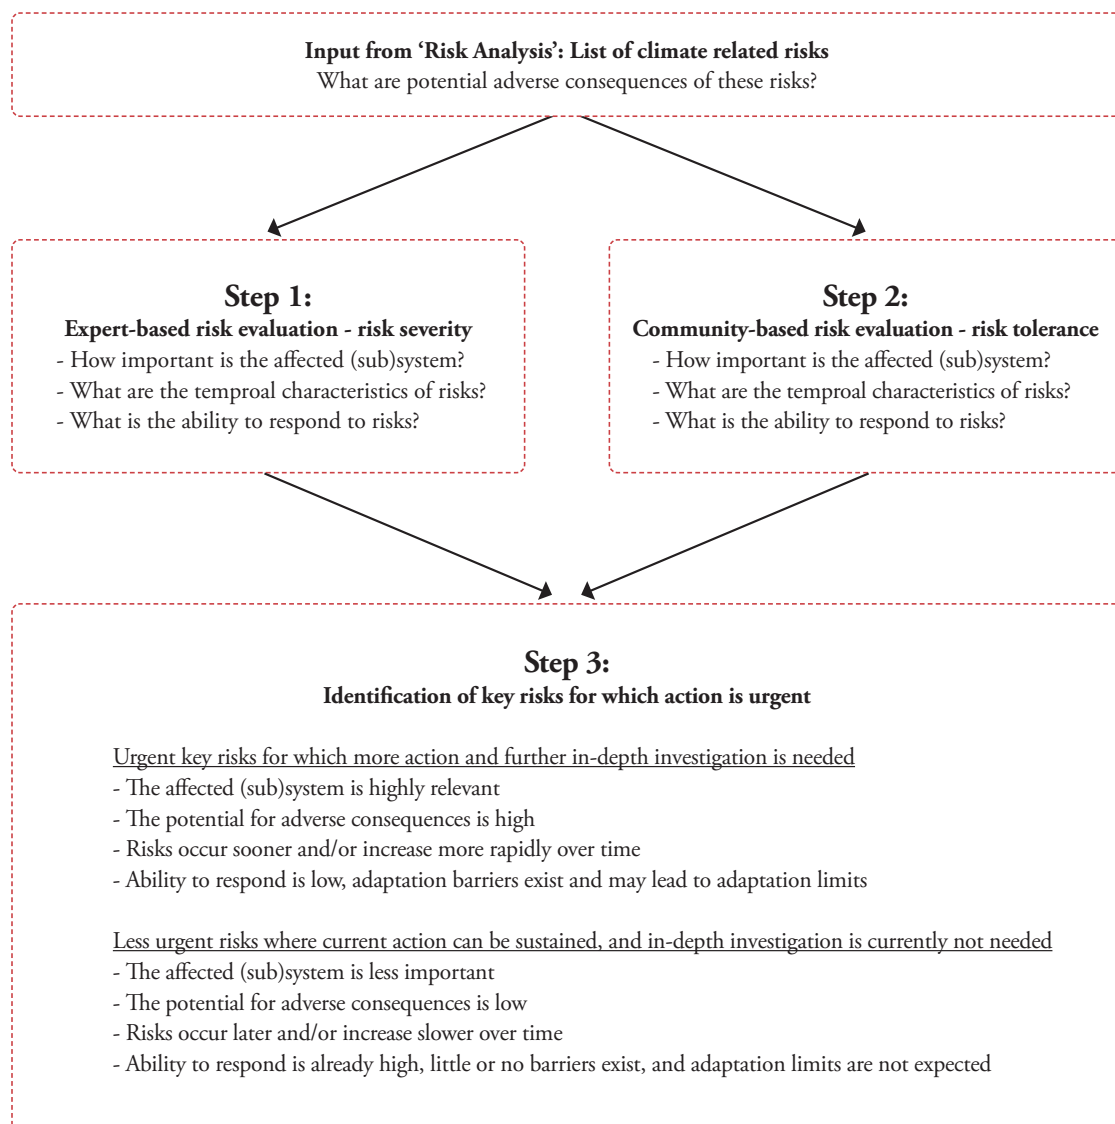 Input from ‘Risk Analysis’: List of climate related risks
What are potential adverse consequences of these risks?
Step 1:
Expert-based risk evaluation - risk severity
- How important is the affected (sub)system?
- What are the temproal characteristics of risks?
- What is the ability to respond to risks?
Step 2:
Community-based risk evaluation - risk tolerance
- How important is the affected (sub)system?
- What are the temproal characteristics of risks?
- What is the ability to respond to risks?
Step 3:
Identification of key risks for which action is urgent
Urgent key risks for which more action and further in-depth investigation is needed
- The affected (sub)system is highly relevant
- The potential for adverse consequences is high
- Risks occur sooner and/or increase more rapidly over time
- Ability to respond is low, adaptation barriers exist and may lead to adaptation limits
Less urgent risks where current action can be sustained, and in-depth investigation is currently not needed
- The affected (sub)system is less important
- The potential for adverse consequences is low
- Risks occur later and/or increase slower over time
- Ability to respond is already high, little or no barriers exist, and adaptation limits are not expected